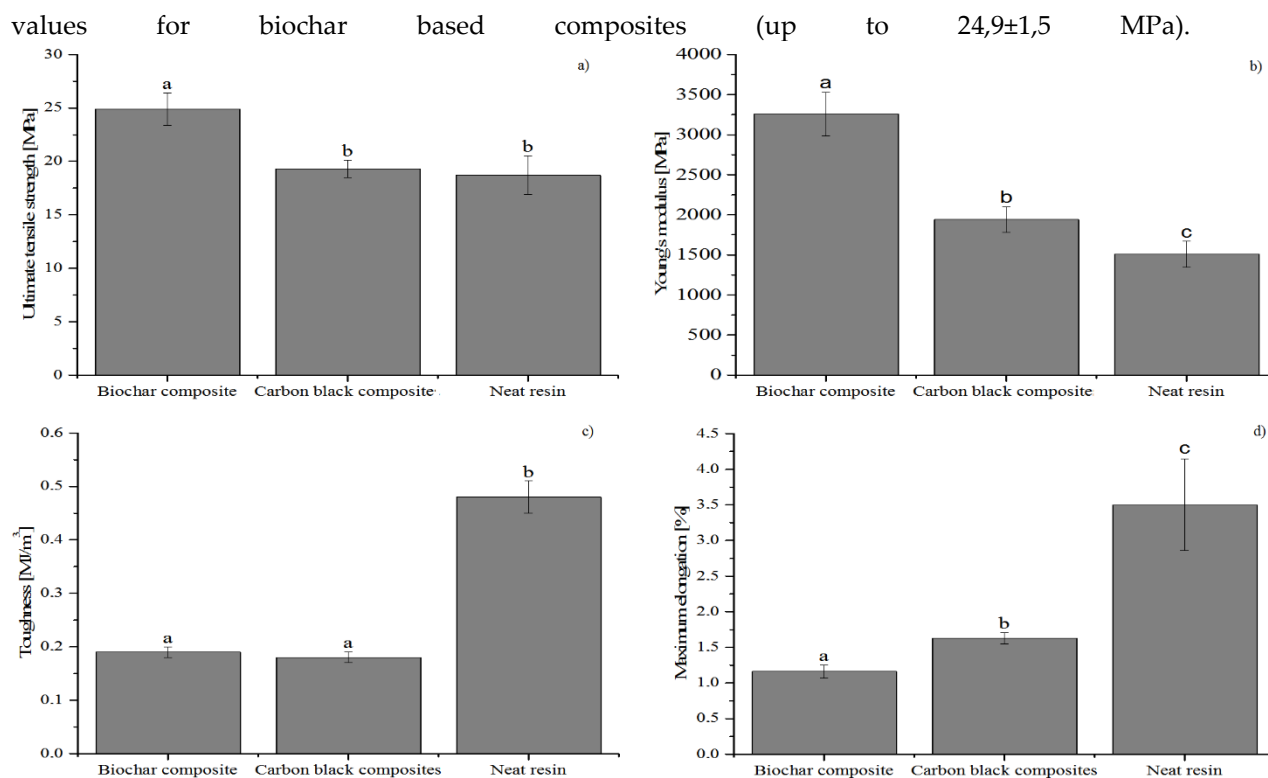 values for biochar based composites (up to 24,9±1,5 MPa).
a)
30
25
20
15
10
5
0
Ultimate tensile strength [MPa]
a
b
b
Biochar composite Carbon black composites Neat resin
b)
4000
3500
3000
2500
2000
1500
1000
500
0
Young's modulus [MPa]
a
b
c
Biochar composite Carbon black composites Neat resin
c)
0.6
0.5
0.4
0.3
0.2
0.1
0.0
Toughness [MJ/m³]
a
a
b
Biochar composite Carbon black composites Neat resin
d)
4.5
4.0
3.5
3.0
2.5
2.0
1.5
1.0
0.5
0.0
Maximum elongation [%]
a
b
c
Biochar composite Carbon black composites Neat resin